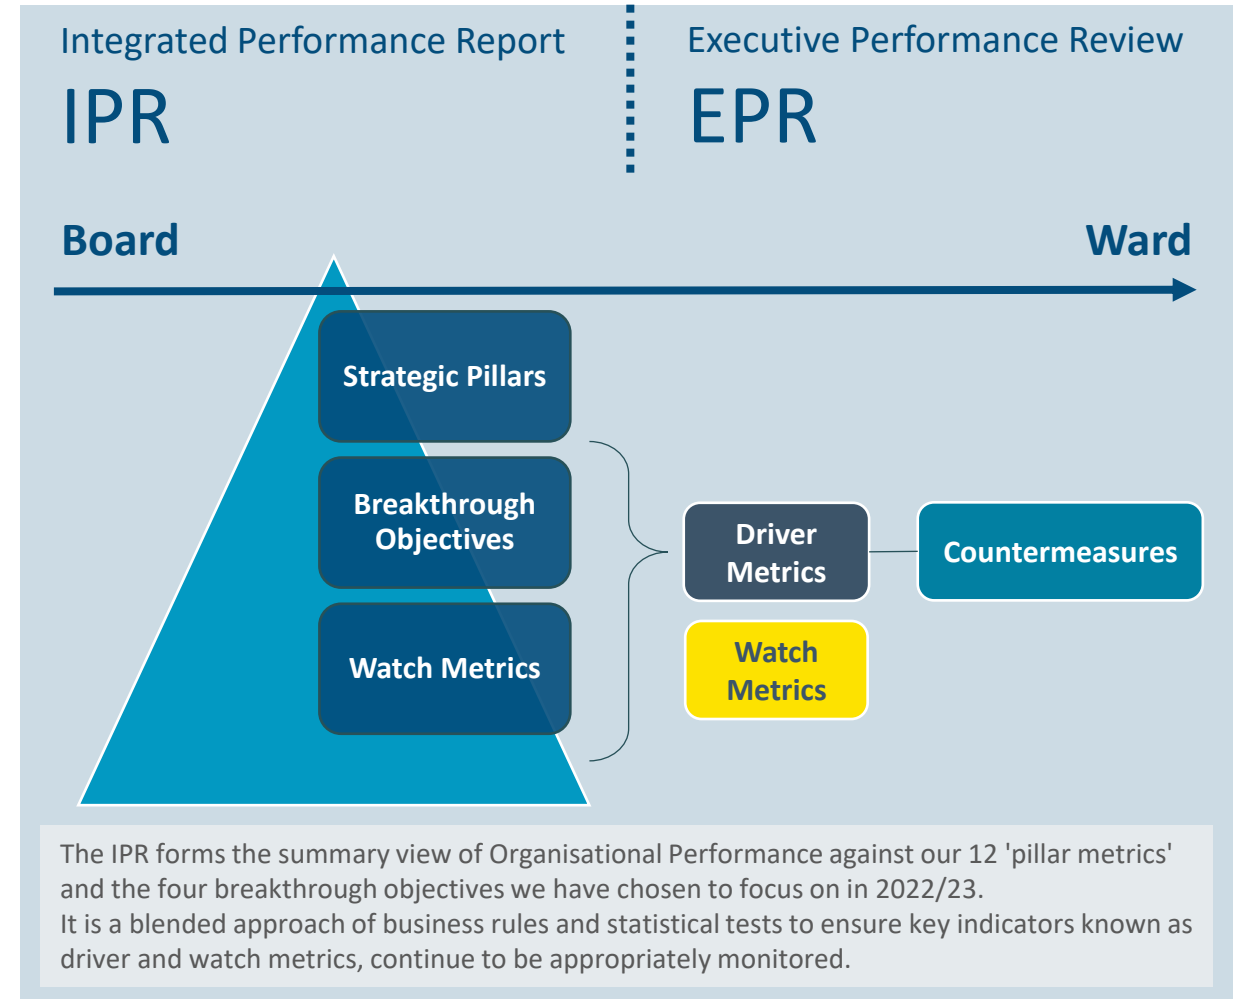 Integrated Performance Report
IPR
Executive Performance Review
EPR
Board
Ward
Strategic Pillars
Breakthrough
Objectives
Watch Metrics
Driver
Metrics
Countermeasures
Watch
Metrics
The IPR forms the summary view of Organisational Performance against our 12 'pillar metrics'
and the four breakthrough objectives we have chosen to focus on in 2022/23.
It is a blended approach of business rules and statistical tests to ensure key indicators known as
driver and watch metrics, continue to be appropriately monitored.